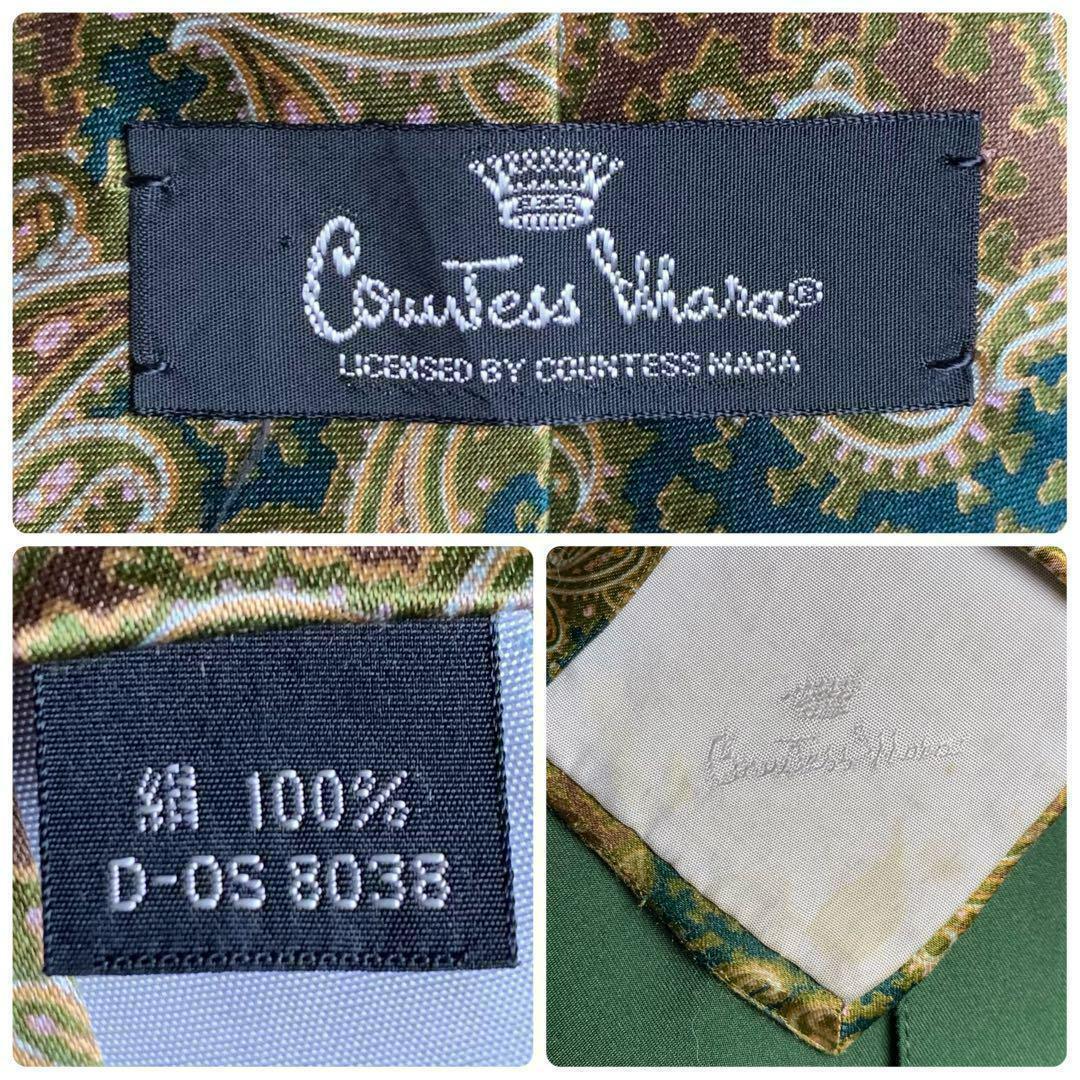 Countess Mara®
LICENSED BY COUNTESS MARA
絹 100%
D-OS 8038
Countess Mara